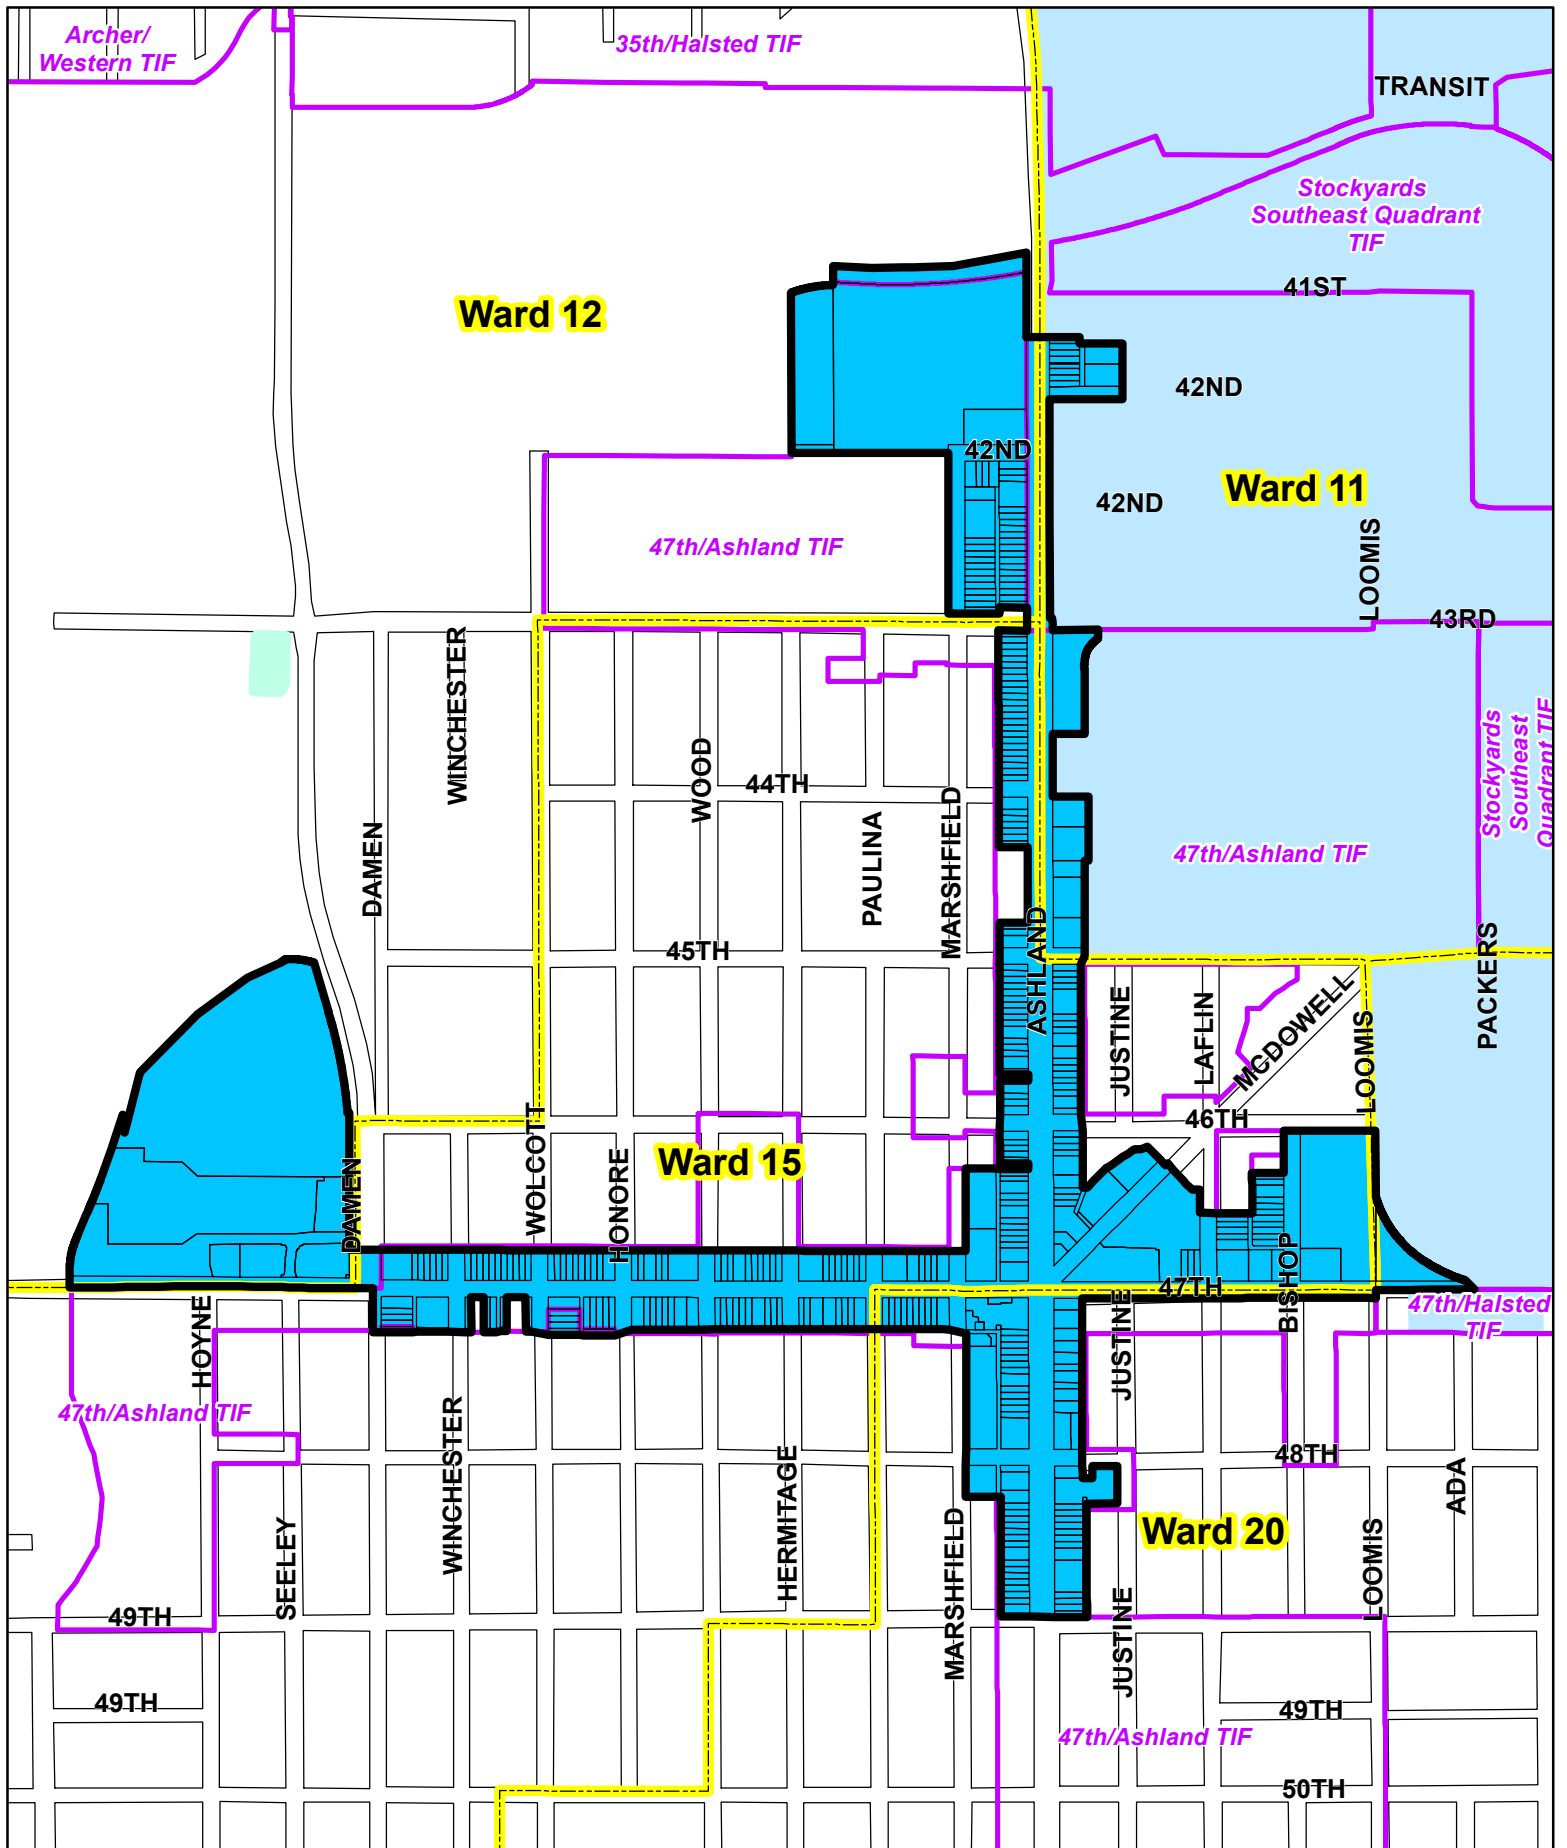 Archer/
Western TIF
35th/Halsted TIF
TRANSIT
Stockyards
Southeast Quadrant
TIF
41ST
Ward 12
42ND
42ND
Ward 11
42ND
47th/Ashland TIF
LOOMIS
43RD
WINCHESTER
WOOD
44TH
Stockyards
Southeast
Quadrant TIF
DAMEN
PAULINA
MARSHFIELD
47th/Ashland TIF
45TH
ASHLAND
PACKERS
JUSTINE
LAFLIN
MCDOWELL
LOOMIS
46TH
WOLCOTT
HONORE
Ward 15
DAMEN
BISHOP
47TH
47th/Halsted
TIF
HOYNE
JUSTINE
47th/Ashland TIF
WINCHESTER
HERMITAGE
48TH
ADA
SEELEY
MARSHFIELD
Ward 20
LOOMIS
49TH
JUSTINE
49TH
49TH
47th/Ashland TIF
50TH